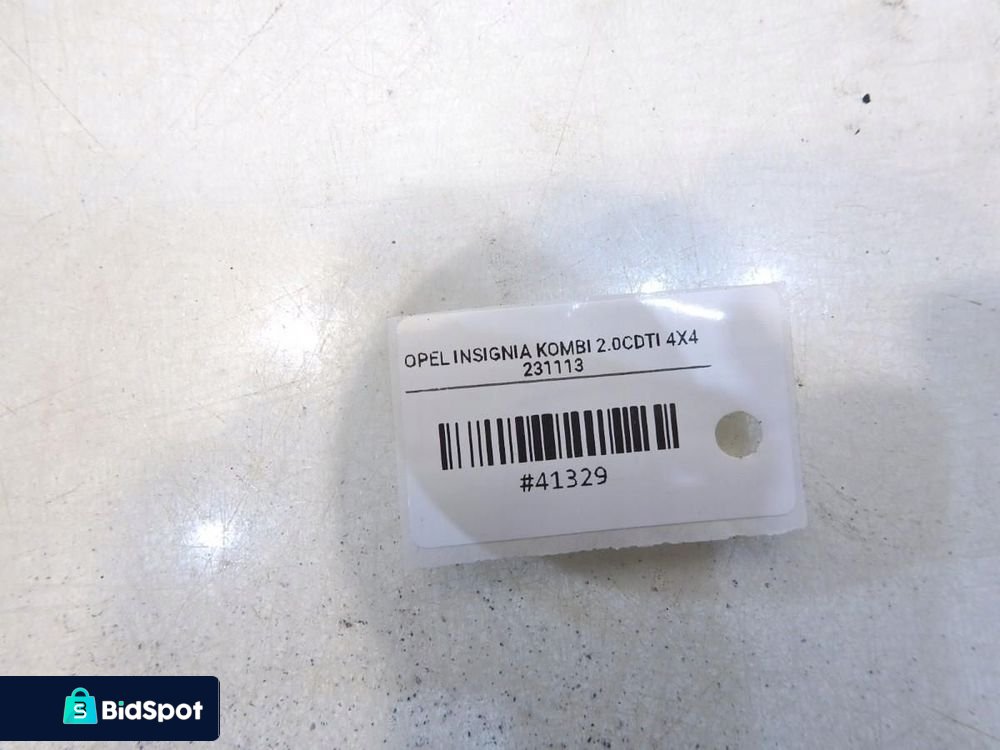 OPEL INSIGNIA KOMBI 2.0CDTI 4X4
231113
#41329
BidSpot